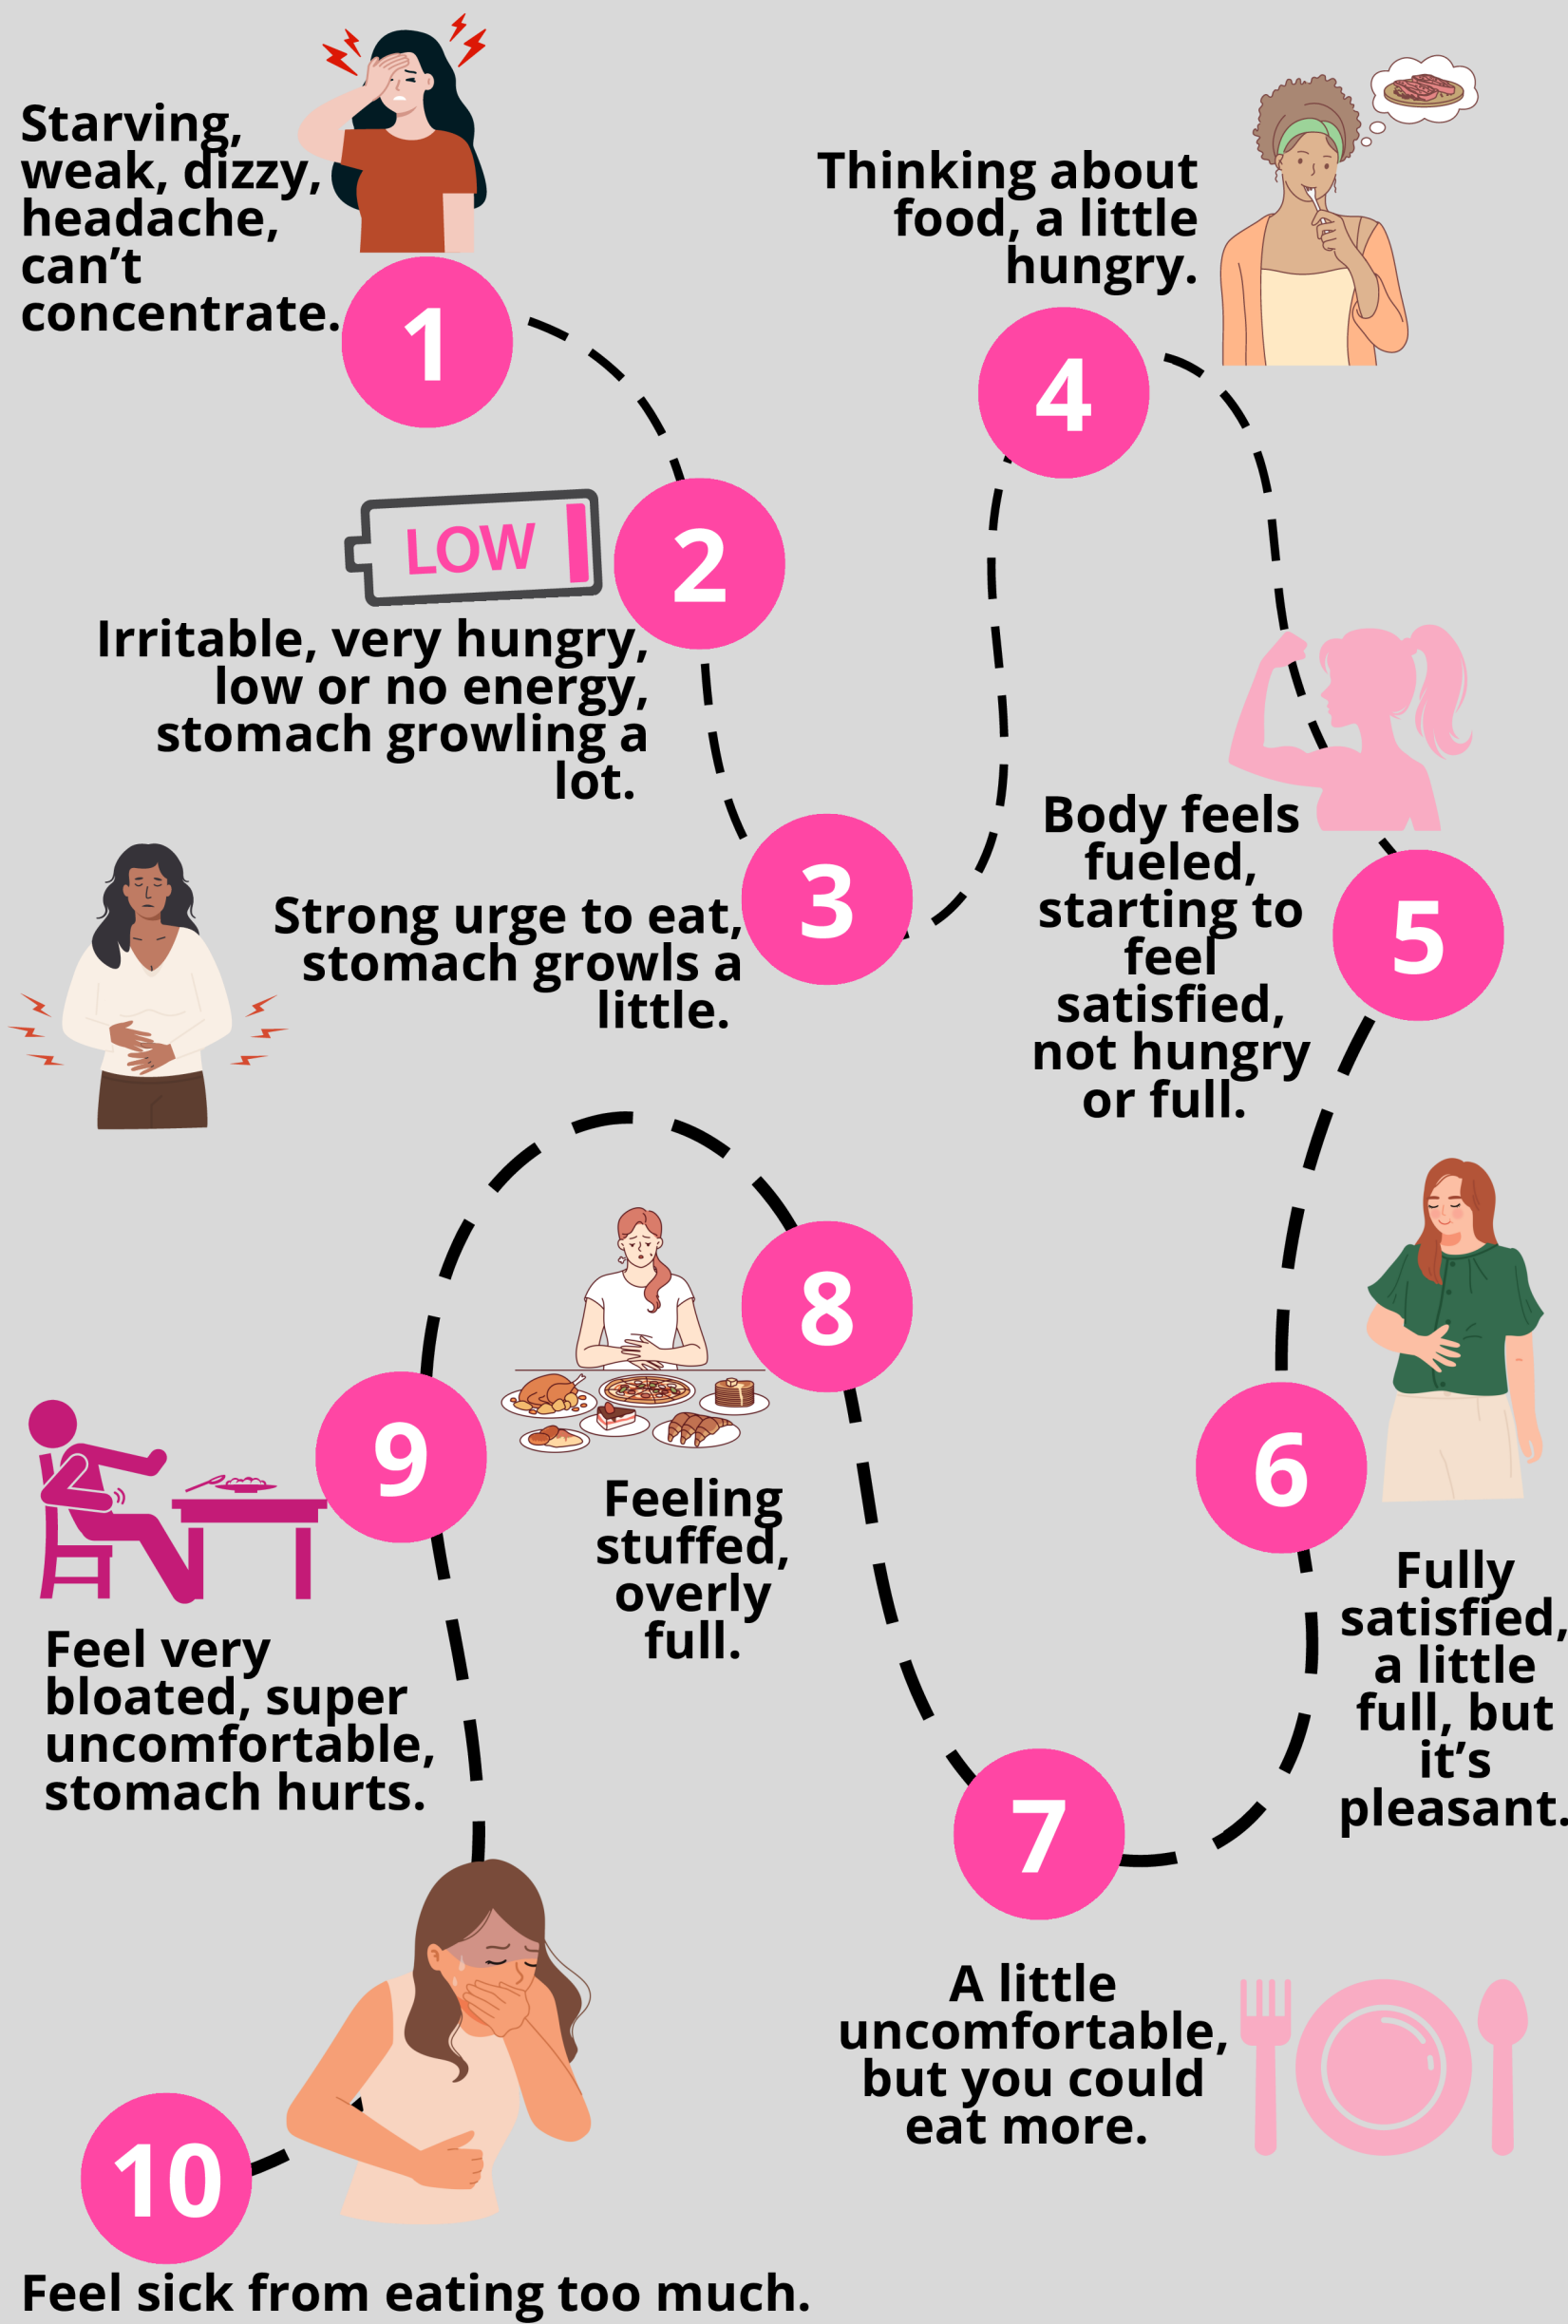 Starving,
weak, dizzy,
headache,
can’t
concentrate.
1
LOW
2
Irritable, very hungry,
low or no energy,
stomach growling a
lot.
3
Strong urge to eat,
stomach growls a
little.
Thinking about
food, a little
hungry.
4
Body feels
fueled,
starting to
feel
satisfied,
not hungry
or full.
5
6
Fully
satisfied,
a little
full, but
it’s
pleasant.
7
A little
uncomfortable,
but you could
eat more.
8
Feeling
stuffed,
overly
full.
9
Feel very
bloated, super
uncomfortable,
stomach hurts.
10
Feel sick from eating too much.